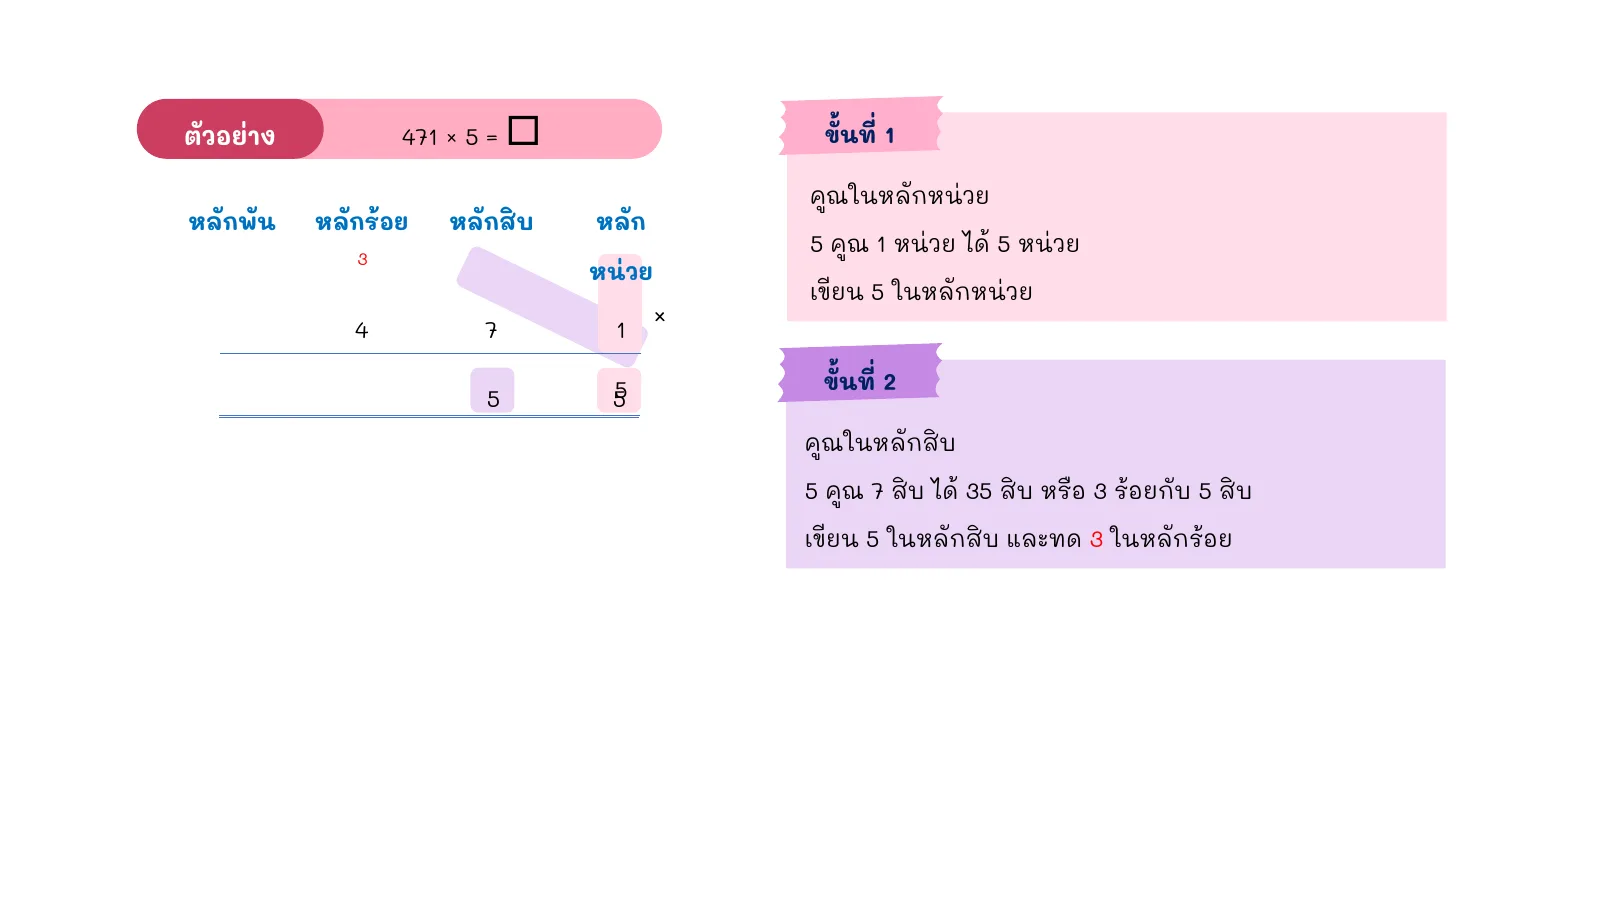 ตัวอย่าง
471 × 5 =
หลักพัน หลักร้อย หลักสิบ หลัก
หน่วย
3
4 7 1 ×
5
5 5
ขั้นที่ 1
คูณในหลักหน่วย
5 คูณ 1 หน่วย ได้ 5 หน่วย
เขียน 5 ในหลักหน่วย
ขั้นที่ 2
คูณในหลักสิบ
5 คูณ 7 สิบ ได้ 35 สิบ หรือ 3 ร้อยกับ 5 สิบ
เขียน 5 ในหลักสิบ และทด 3 ในหลักร้อย